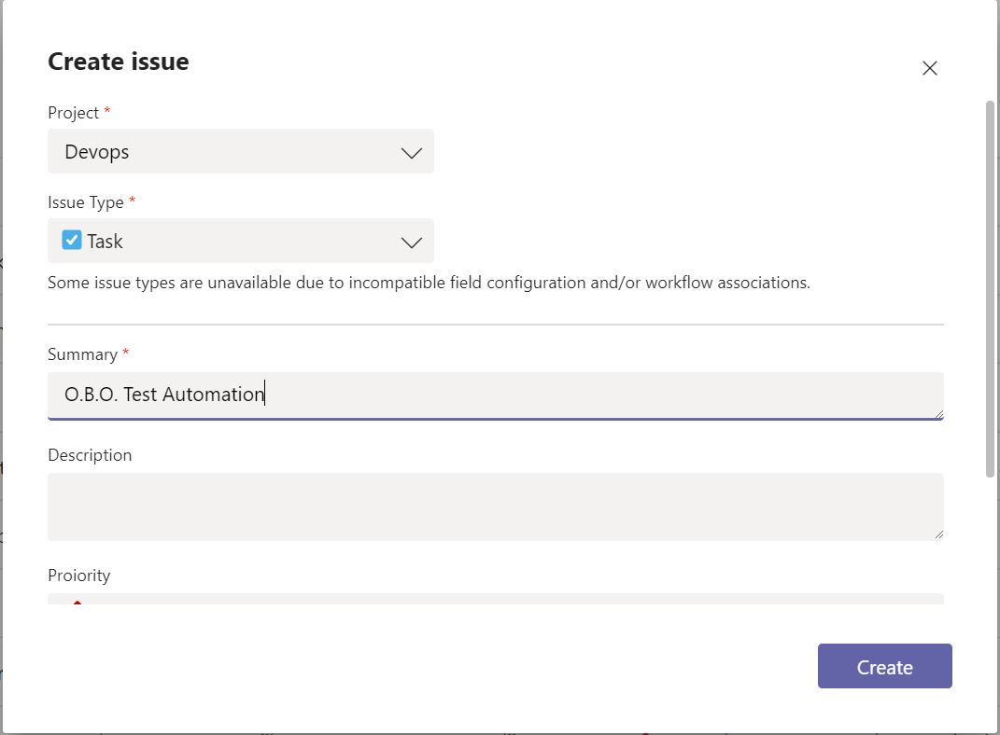 Create issue
Project *
Devops
Issue Type *
Task
Some issue types are unavailable due to incompatible field configuration and/or workflow associations.
Summary *
O.B.O. Test Automation
Description
Proiority
Create